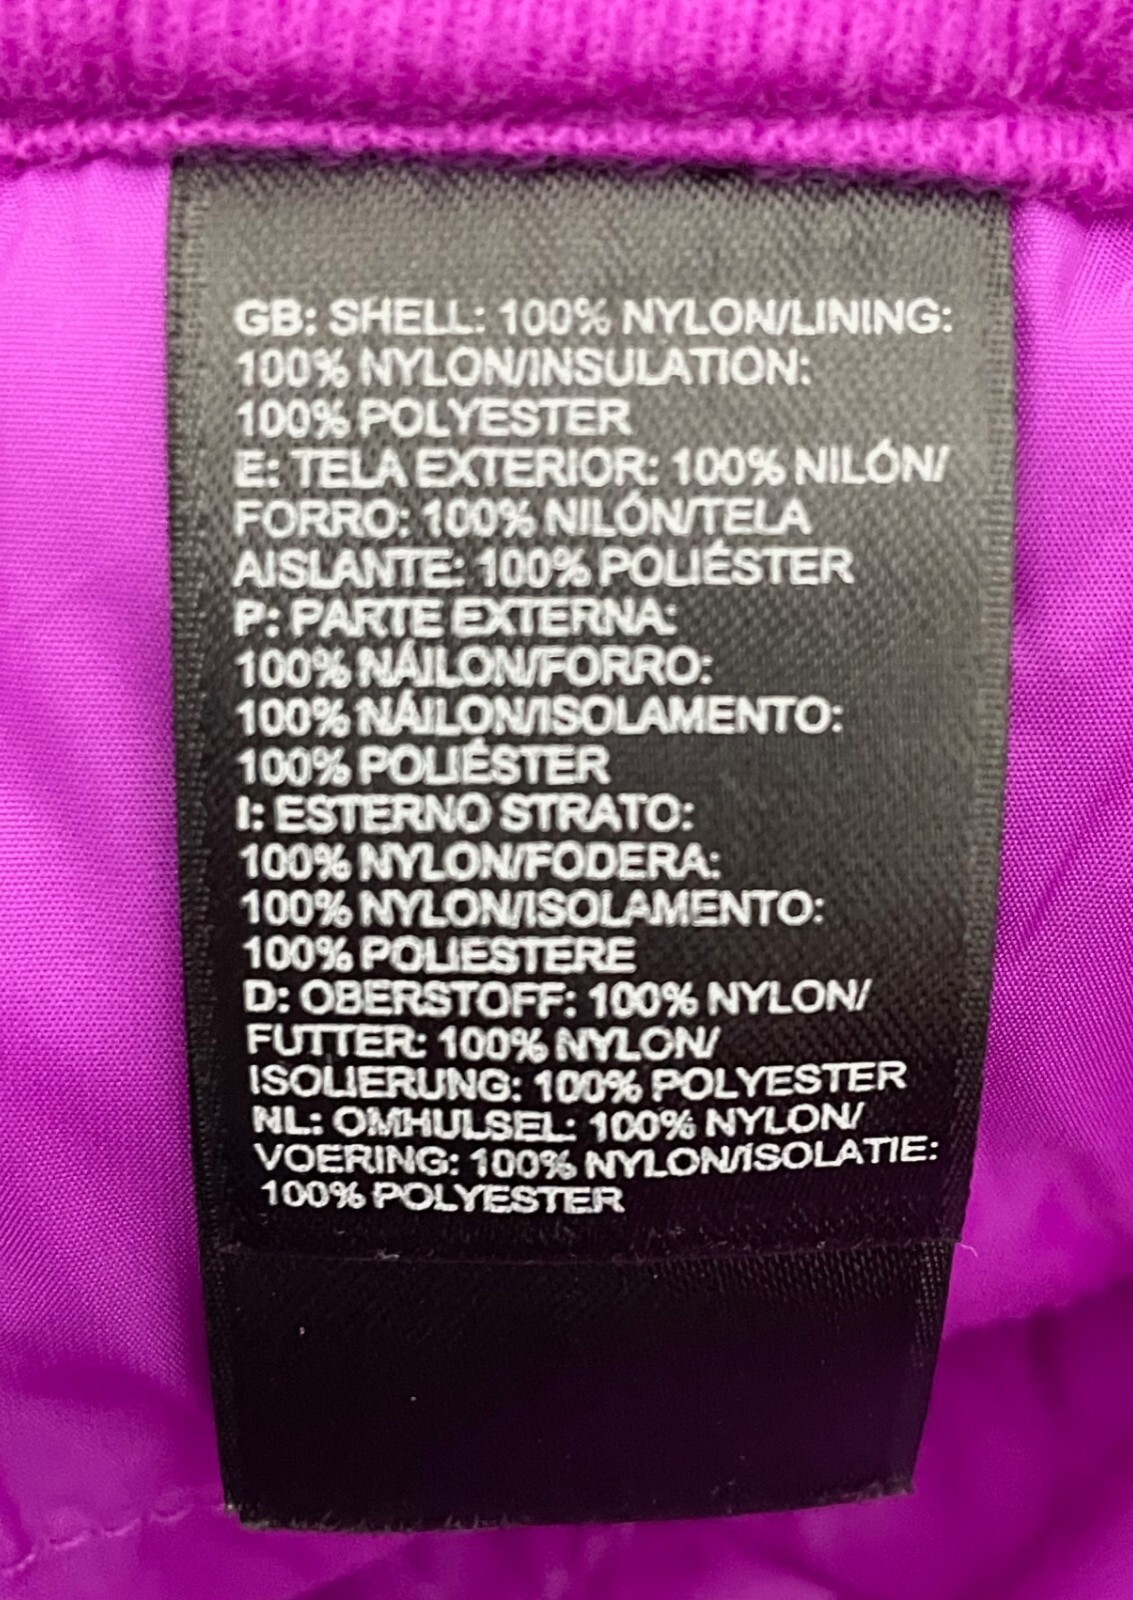 GB: SHELL: 100% NYLON/LINING:
100% NYLON/INSULATION:
100% POLYESTER
E: TELA EXTERIOR: 100% NILÓN/
FORRO: 100% NILÓN/TELA
AISLANTE: 100% POLIÉSTER
P: PARTE EXTERNA:
100% NÁILON/FORRO:
100% NÁILON/ISOLAMENTO:
100% POLIÉSTER
I: ESTERNO STRATO:
100% NYLON/FODERA:
100% NYLON/ISOLAMENTO:
100% POLIESTERE
D: OBERSTOFF: 100% NYLON/
FUTTER: 100% NYLON/
ISOLIERUNG: 100% POLYESTER
NL: OMHULSEL: 100% NYLON/
VOERING: 100% NYLON/ISOLATIE:
100% POLYESTER